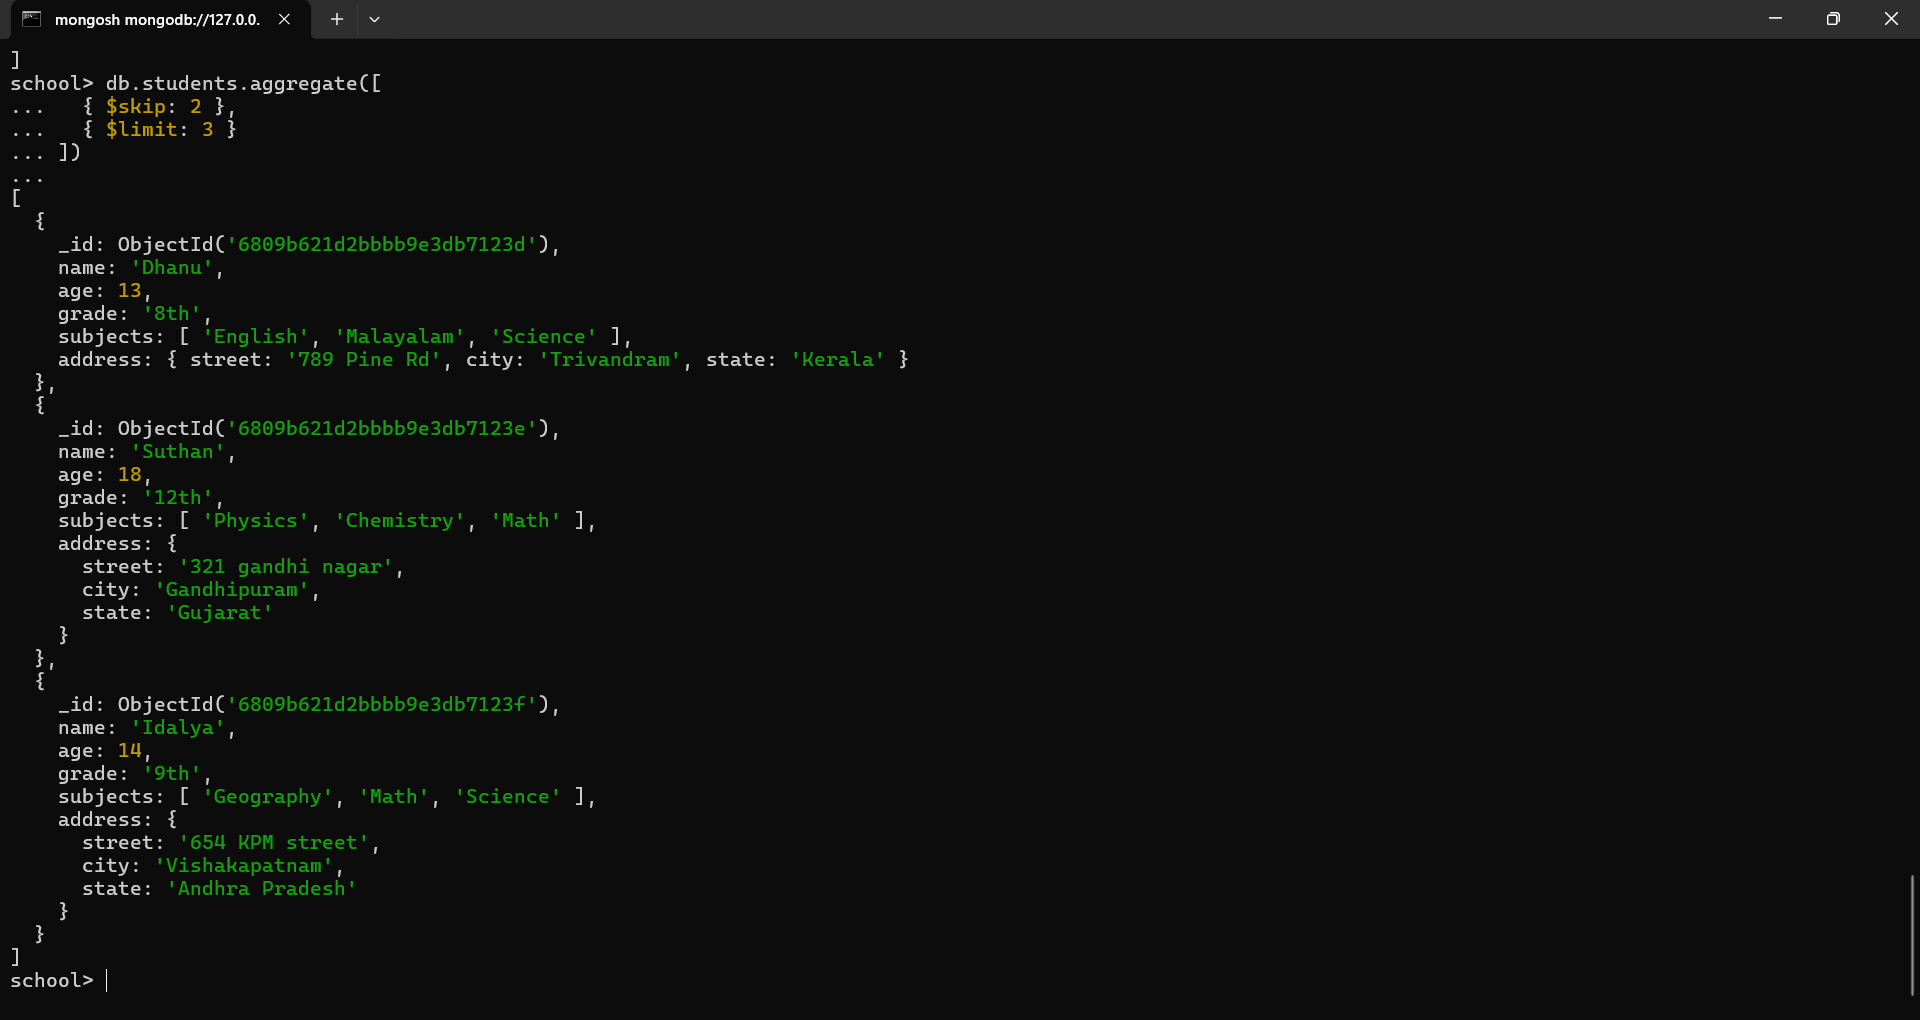 mongosh mongodb://127.0.0.
]
school> db.students.aggregate([
...   { $skip: 2 },
...   { $limit: 3 }
... ])
...
[
  {
    _id: ObjectId('6809b621d2bbbb9e3db7123d'),
    name: 'Dhanu',
    age: 13,
    grade: '8th',
    subjects: [ 'English', 'Malayalam', 'Science' ],
    address: { street: '789 Pine Rd', city: 'Trivandram', state: 'Kerala' }
  },
  {
    _id: ObjectId('6809b621d2bbbb9e3db7123e'),
    name: 'Suthan',
    age: 18,
    grade: '12th',
    subjects: [ 'Physics', 'Chemistry', 'Math' ],
    address: {
      street: '321 gandhi nagar',
      city: 'Gandhipuram',
      state: 'Gujarat'
    }
  },
  {
    _id: ObjectId('6809b621d2bbbb9e3db7123f'),
    name: 'Idalya',
    age: 14,
    grade: '9th',
    subjects: [ 'Geography', 'Math', 'Science' ],
    address: {
      street: '654 KPM street',
      city: 'Vishakapatnam',
      state: 'Andhra Pradesh'
    }
  }
]
school>